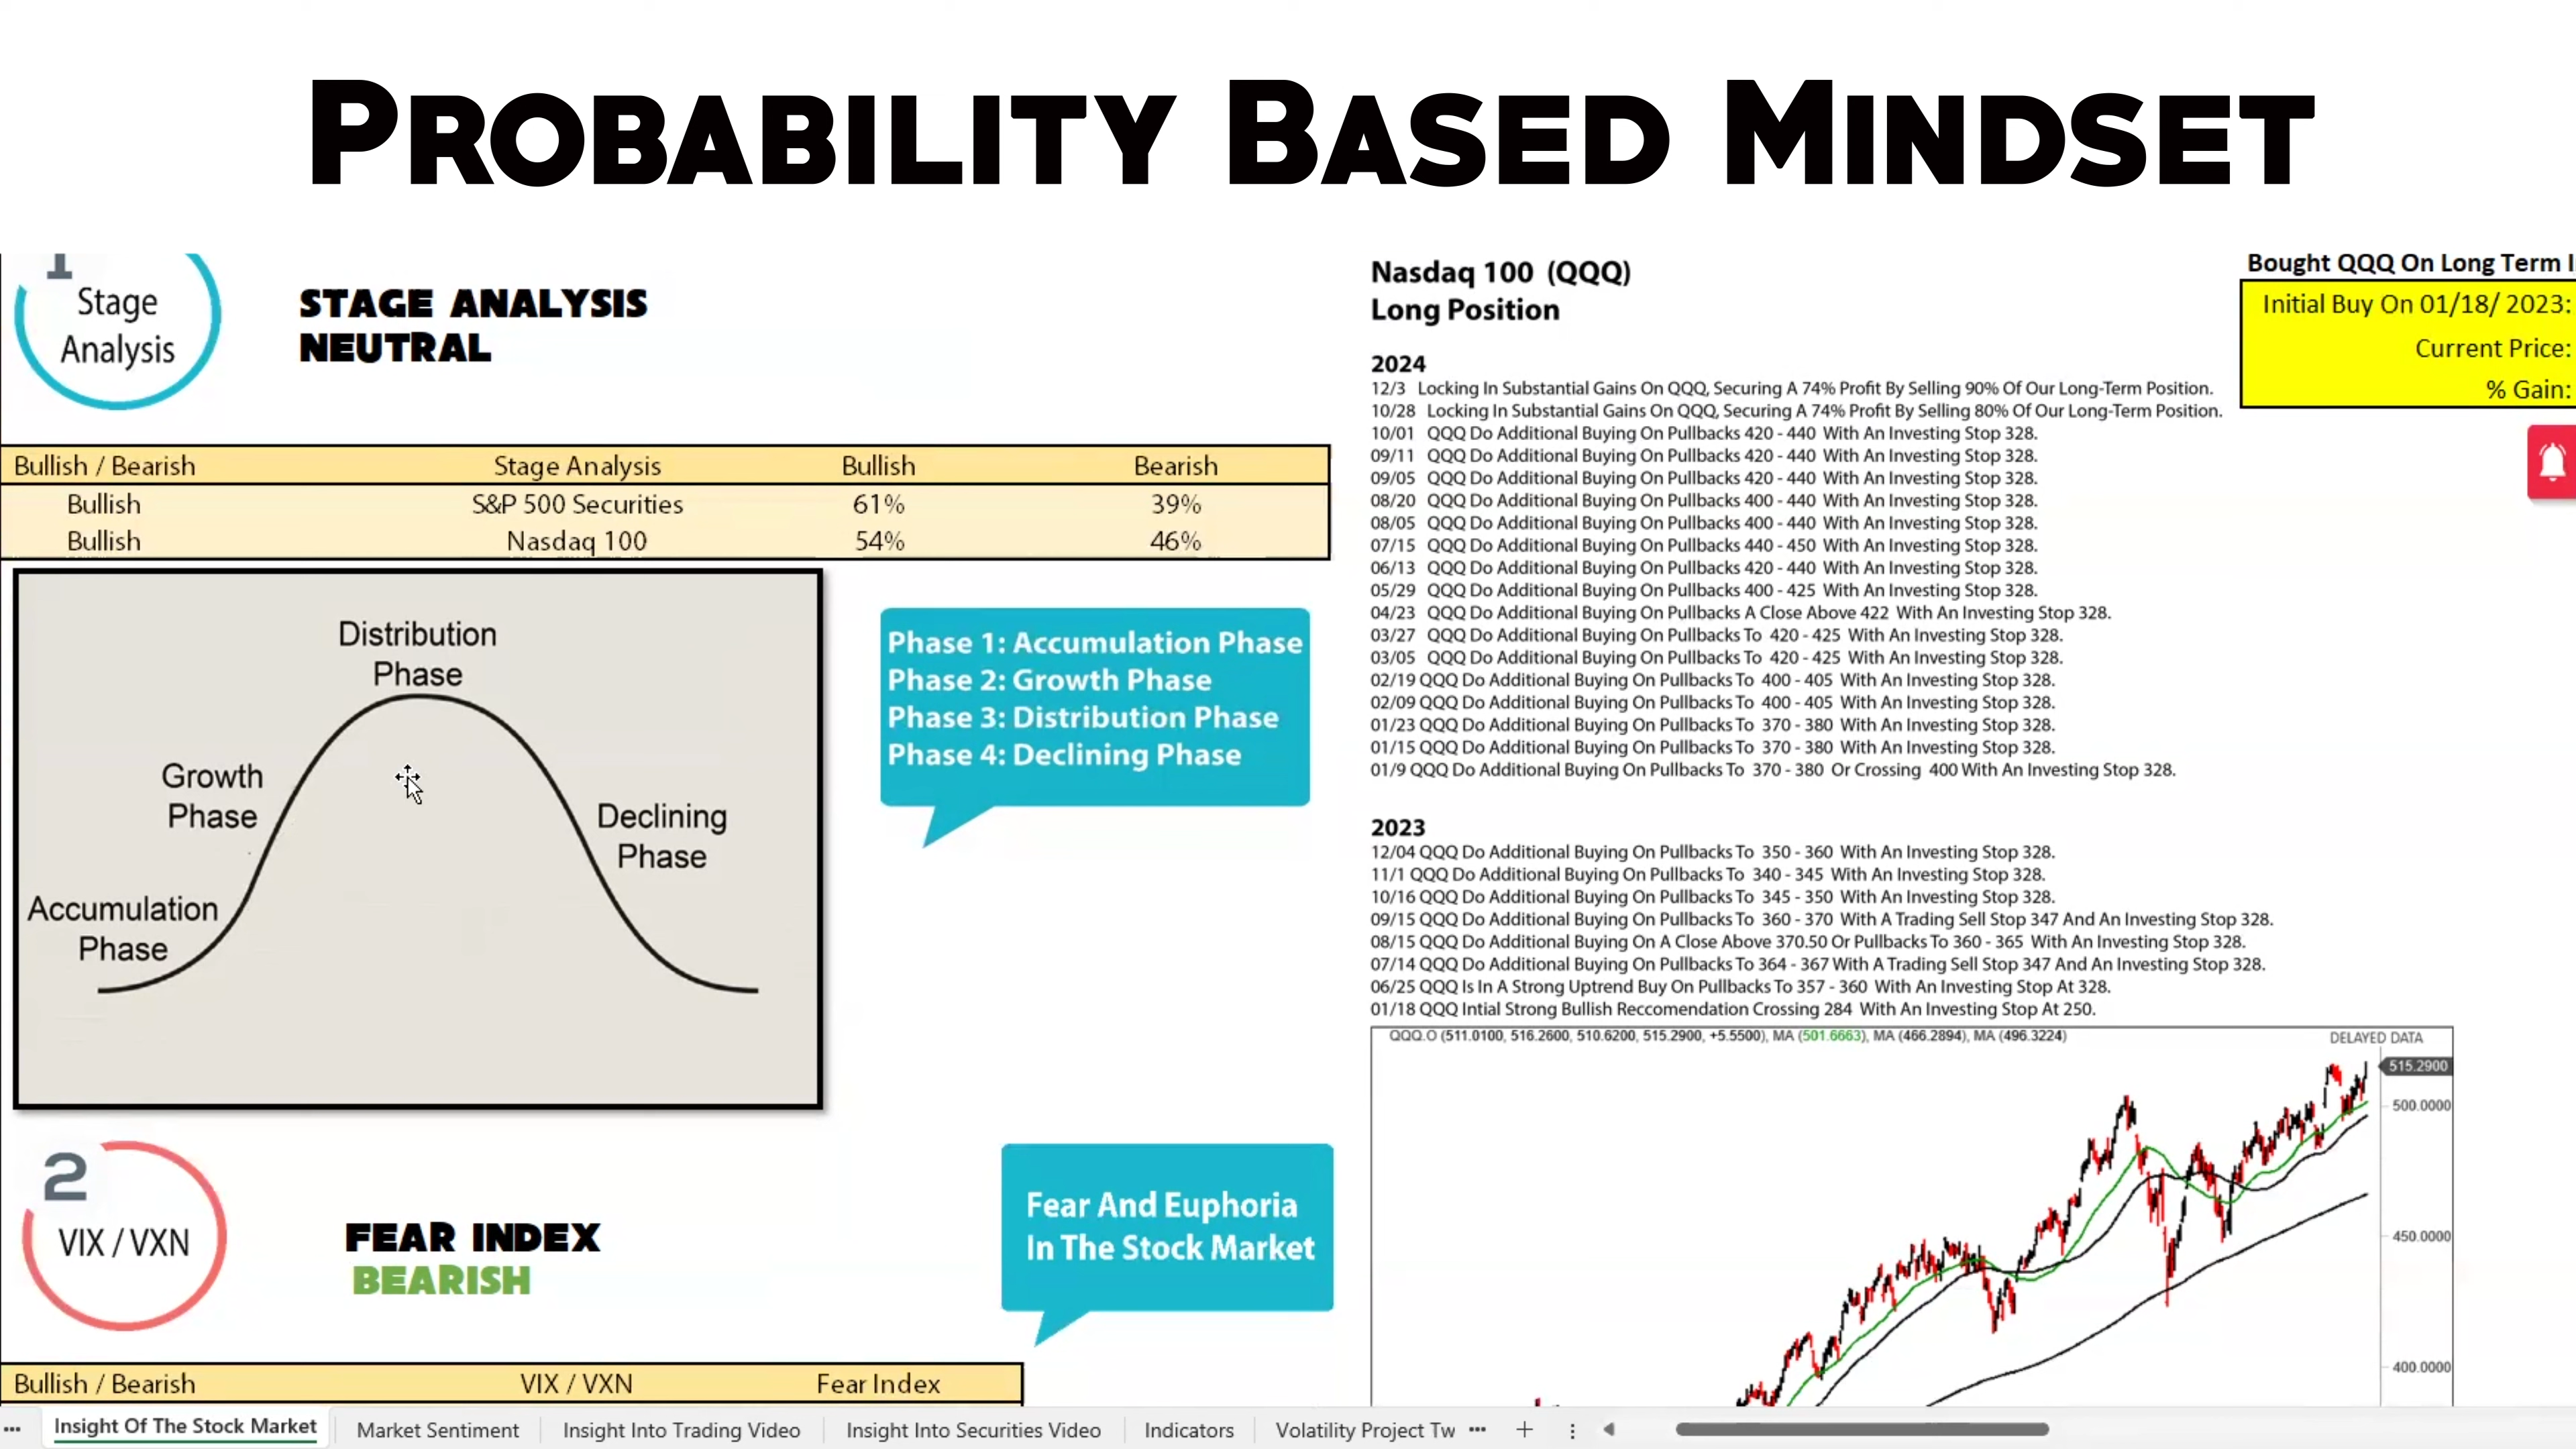 PROBABILITY BASED MINDSET
1
Stage
Analysis
STAGE ANALYSIS
NEUTRAL
Bullish / Bearish Stage Analysis Bullish Bearish
Bullish S&P 500 Securities 61% 39%
Bullish Nasdaq 100 54% 46%
Distribution
Phase
Growth
Phase
Declining
Phase
Accumulation
Phase
Phase 1: Accumulation Phase
Phase 2: Growth Phase
Phase 3: Distribution Phase
Phase 4: Declining Phase
2
VIX / VXN
FEAR INDEX
BEARISH
Fear And Euphoria
In The Stock Market
Bullish / Bearish VIX / VXN Fear Index
Nasdaq 100 (QQQ)
Long Position
Bought QQQ On Long Term
Initial Buy On 01/18/ 2023:
Current Price:
% Gain:
2024
12/3 Locking In Substantial Gains On QQQ, Securing A 74% Profit By Selling 90% Of Our Long-Term Position.
10/28 Locking In Substantial Gains On QQQ, Securing A 74% Profit By Selling 80% Of Our Long-Term Position.
10/01 QQQ Do Additional Buying On Pullbacks 420 - 440 With An Investing Stop 328.
09/11 QQQ Do Additional Buying On Pullbacks 420 - 440 With An Investing Stop 328.
09/05 QQQ Do Additional Buying On Pullbacks 420 - 440 With An Investing Stop 328.
08/20 QQQ Do Additional Buying On Pullbacks 400 - 440 With An Investing Stop 328.
08/05 QQQ Do Additional Buying On Pullbacks 400 - 440 With An Investing Stop 328.
07/15 QQQ Do Additional Buying On Pullbacks 440 - 450 With An Investing Stop 328.
06/13 QQQ Do Additional Buying On Pullbacks 420 - 440 With An Investing Stop 328.
05/29 QQQ Do Additional Buying On Pullbacks 400 - 425 With An Investing Stop 328.
04/23 QQQ Do Additional Buying On Pullbacks A Close Above 422 With An Investing Stop 328.
03/27 QQQ Do Additional Buying On Pullbacks To 420 - 425 With An Investing Stop 328.
03/05 QQQ Do Additional Buying On Pullbacks To 420 - 425 With An Investing Stop 328.
02/19 QQQ Do Additional Buying On Pullbacks To 400 - 405 With An Investing Stop 328.
02/09 QQQ Do Additional Buying On Pullbacks To 400 - 405 With An Investing Stop 328.
01/23 QQQ Do Additional Buying On Pullbacks To 370 - 380 With An Investing Stop 328.
01/15 QQQ Do Additional Buying On Pullbacks To 370 - 380 With An Investing Stop 328.
01/9 QQQ Do Additional Buying On Pullbacks To 370 - 380 Or Crossing 400 With An Investing Stop 328.
2023
12/04 QQQ Do Additional Buying On Pullbacks To 350 - 360 With An Investing Stop 328.
11/1 QQQ Do Additional Buying On Pullbacks To 340 - 345 With An Investing Stop 328.
10/16 QQQ Do Additional Buying On Pullbacks To 345 - 350 With An Investing Stop 328.
09/15 QQQ Do Additional Buying On Pullbacks To 360 - 370 With A Trading Sell Stop 347 And An Investing Stop 328.
08/15 QQQ Do Additional Buying On A Close Above 370.50 Or Pullbacks To 360 - 365 With An Investing Stop 328.
07/14 QQQ Do Additional Buying On Pullbacks To 364 - 367 With A Trading Sell Stop 347 And An Investing Stop 328.
06/25 QQQ Is In A Strong Uptrend Buy On Pullbacks To 357 - 360 With An Investing Stop At 328.
01/18 QQQ Intial Strong Bullish Reccomendation Crossing 284 With An Investing Stop At 250.
QQQ.O (511.0100, 516.2600, 510.6200, 515.2900, +5.5500), MA (501.6663), MA (466.2894), MA (496.3224)
DELAYED DATA
515.2900
500.0000
450.0000
400.0000
Insight Of The Stock Market Market Sentiment Insight Into Trading Video Insight Into Securities Video Indicators Volatility Project Tw